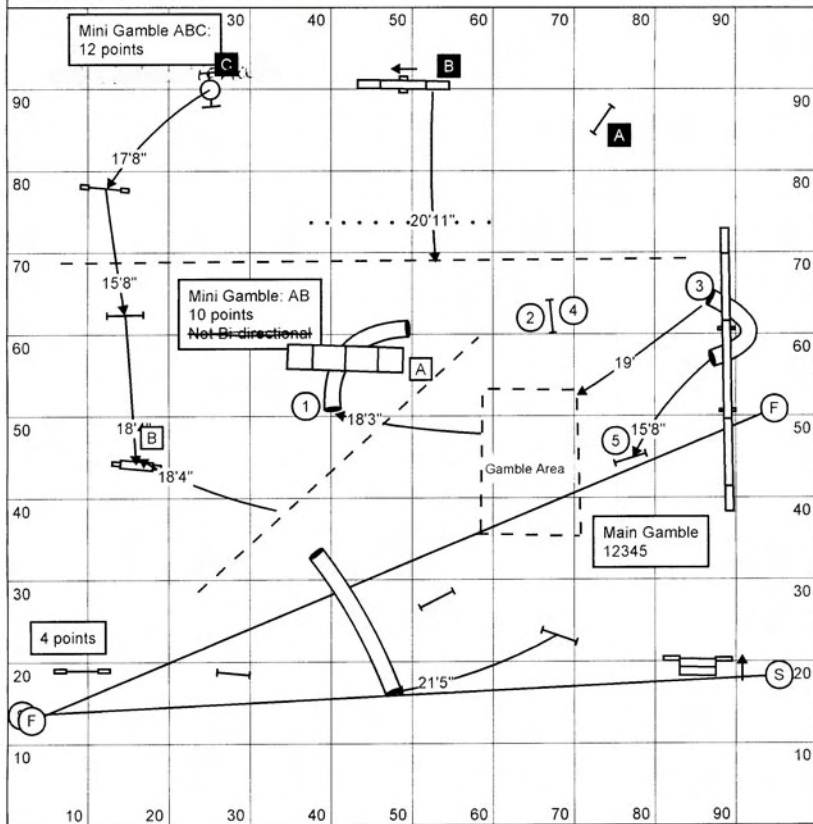 30 40 50 60 70 80 90
Mini Gamble ABC:
12 points
C
B
A
90 90
17'8"
80 80
20'11"
70 70
15'8"
Mini Gamble: AB
10 points
Not Bi-directional
3
2 4
60 60
A
19'
1
18'3"
F
50 50
B
18'4"
5
15'8"
Gamble Area
18'4"
40 40
Main Gamble
12345
30 30
4 points
20 20
21'5"
S
F
10 10
10 20 30 40 50 60 70 80 90